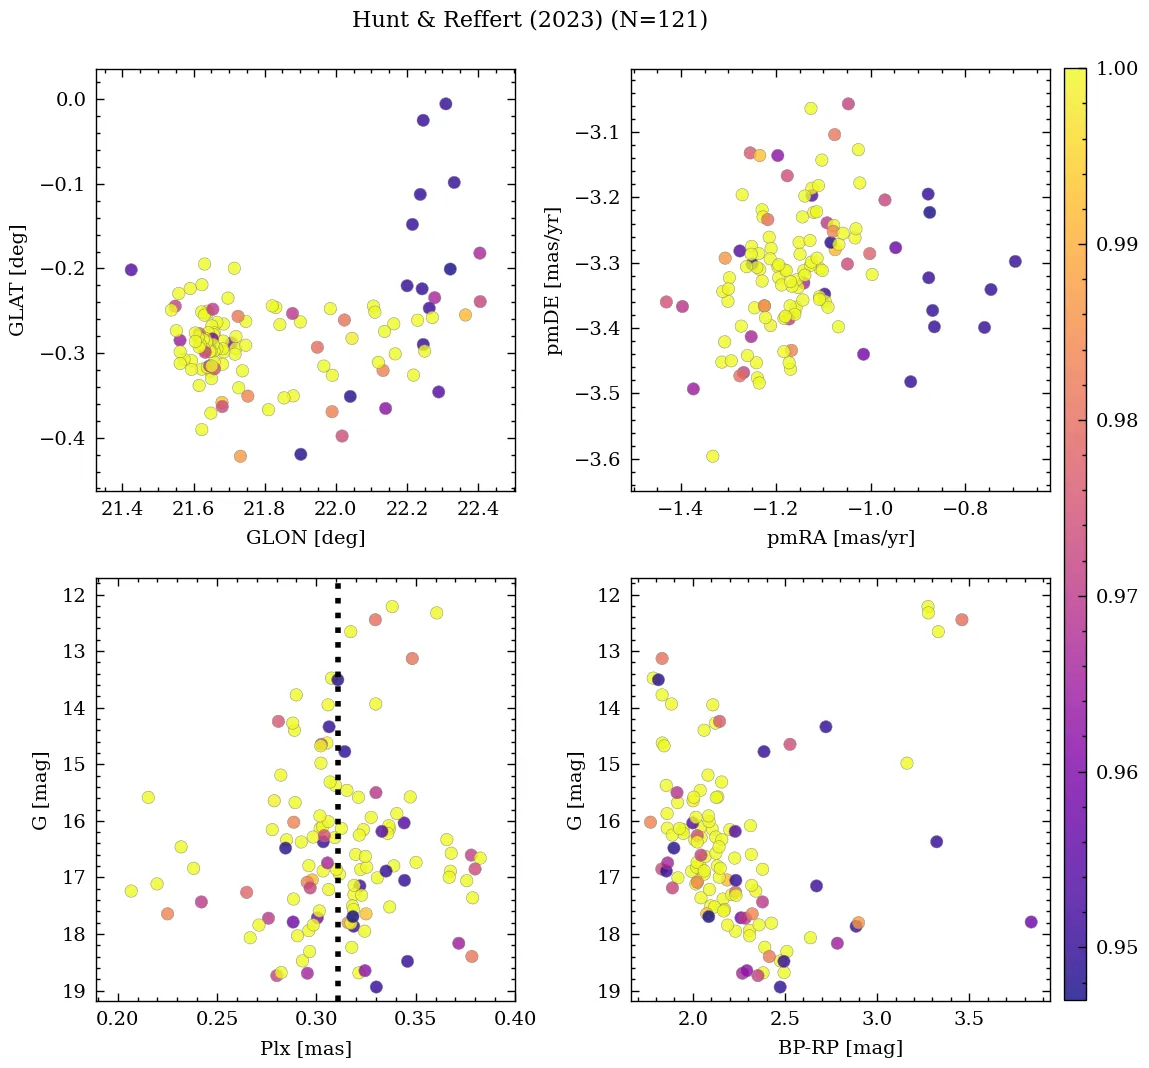 Hunt & Reffert (2023) (N=121)
0.0
−0.1
−0.2
−0.3
−0.4
GLAT [deg]
21.4 21.6 21.8 22.0 22.2 22.4
GLON [deg]
−3.1
−3.2
−3.3
−3.4
−3.5
−3.6
pmDE [mas/yr]
−1.4 −1.2 −1.0 −0.8
pmRA [mas/yr]
12
13
14
15
16
17
18
19
G [mag]
0.20 0.25 0.30 0.35 0.40
Plx [mas]
12
13
14
15
16
17
18
19
G [mag]
2.0 2.5 3.0 3.5
BP-RP [mag]
1.00
0.99
0.98
0.97
0.96
0.95